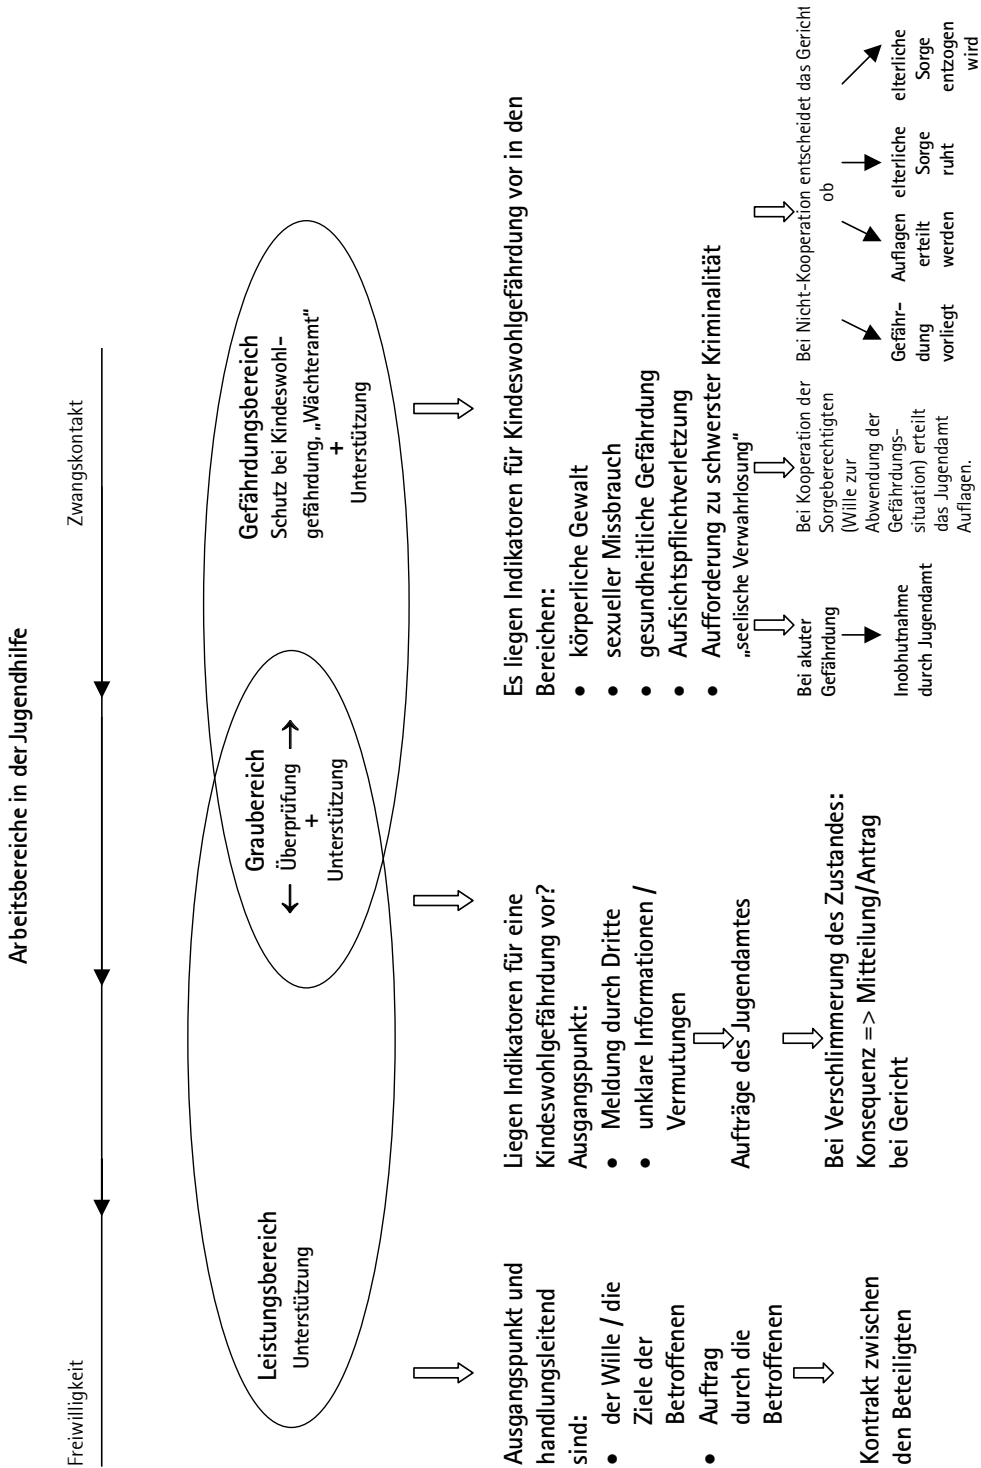 Arbeitsbereiche in der Jugendhilfe
Freiwilligkeit
Zwangskontakt
Leistungsbereich
Unterstützung
Graubereich
Überprüfung
+
Unterstützung
Gefährdungsbereich
Schutz bei Kindeswohl-
gefährdung, „Wächteramt“
+
Unterstützung
Ausgangspunkt und
handlungsleitend
sind:
• der Wille / die
Ziele der
Betroffenen
• Auftrag
durch die
Betroffenen
Kontrakt zwischen
den Beteiligten
Liegen Indikatoren für eine
Kindeswohlgefährdung vor?
Ausgangspunkt:
• Meldung durch Dritte
• unklare Informationen /
Vermutungen
Aufträge des Jugendamtes
Bei Verschlimmerung des Zustandes:
Konsequenz => Mitteilung/Antrag
bei Gericht
Es liegen Indikatoren für Kindeswohlgefährdung vor in den
Bereichen:
• körperliche Gewalt
• sexueller Missbrauch
• gesundheitliche Gefährdung
• Aufsichtspflichtverletzung
• Aufforderung zu schwerster Kriminalität
„seelische Verwahrlosung“
Bei akuter
Gefährdung
Inobhutnahme
durch Jugendamt
Bei Kooperation der
Sorgeberechtigten
(Wille zur
Abwendung der
Gefährdungs-
situation) erteilt
das Jugendamt
Auflagen.
Bei Nicht-Kooperation entscheidet das Gericht
ob
Gefähr-
dung
vorliegt
Auflagen
erteilt
werden
elterliche
Sorge
ruht
elterliche
Sorge
entzogen
wird